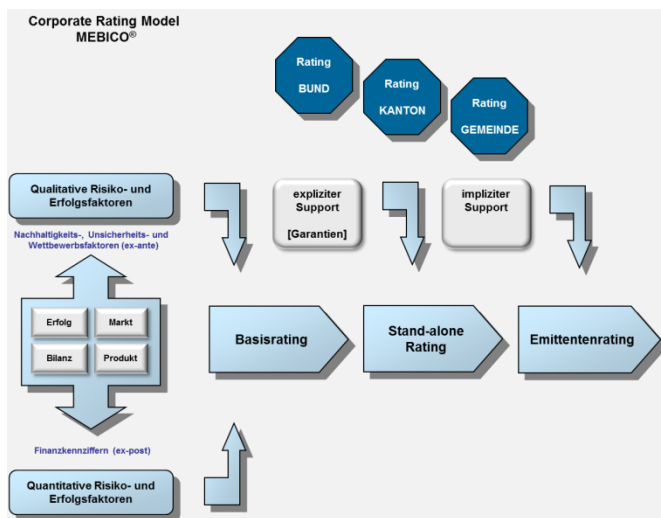 Corporate Rating Model
MEBICO®
Rating
BUND
Rating
KANTON
Rating
GEMEINDE
Qualitative Risiko- und
Erfolgsfaktoren
expliziter
Support
[Garantien]
impliziter
Support
Nachhaltigkeits-, Unsicherheits- und
Wettbewerbsfaktoren (ex-ante)
Erfolg
Markt
Bilanz
Produkt
Basisrating
Stand-alone
Rating
Emittentenrating
Finanzkennziffern (ex-post)
Quantitative Risiko- und
Erfolgsfaktoren